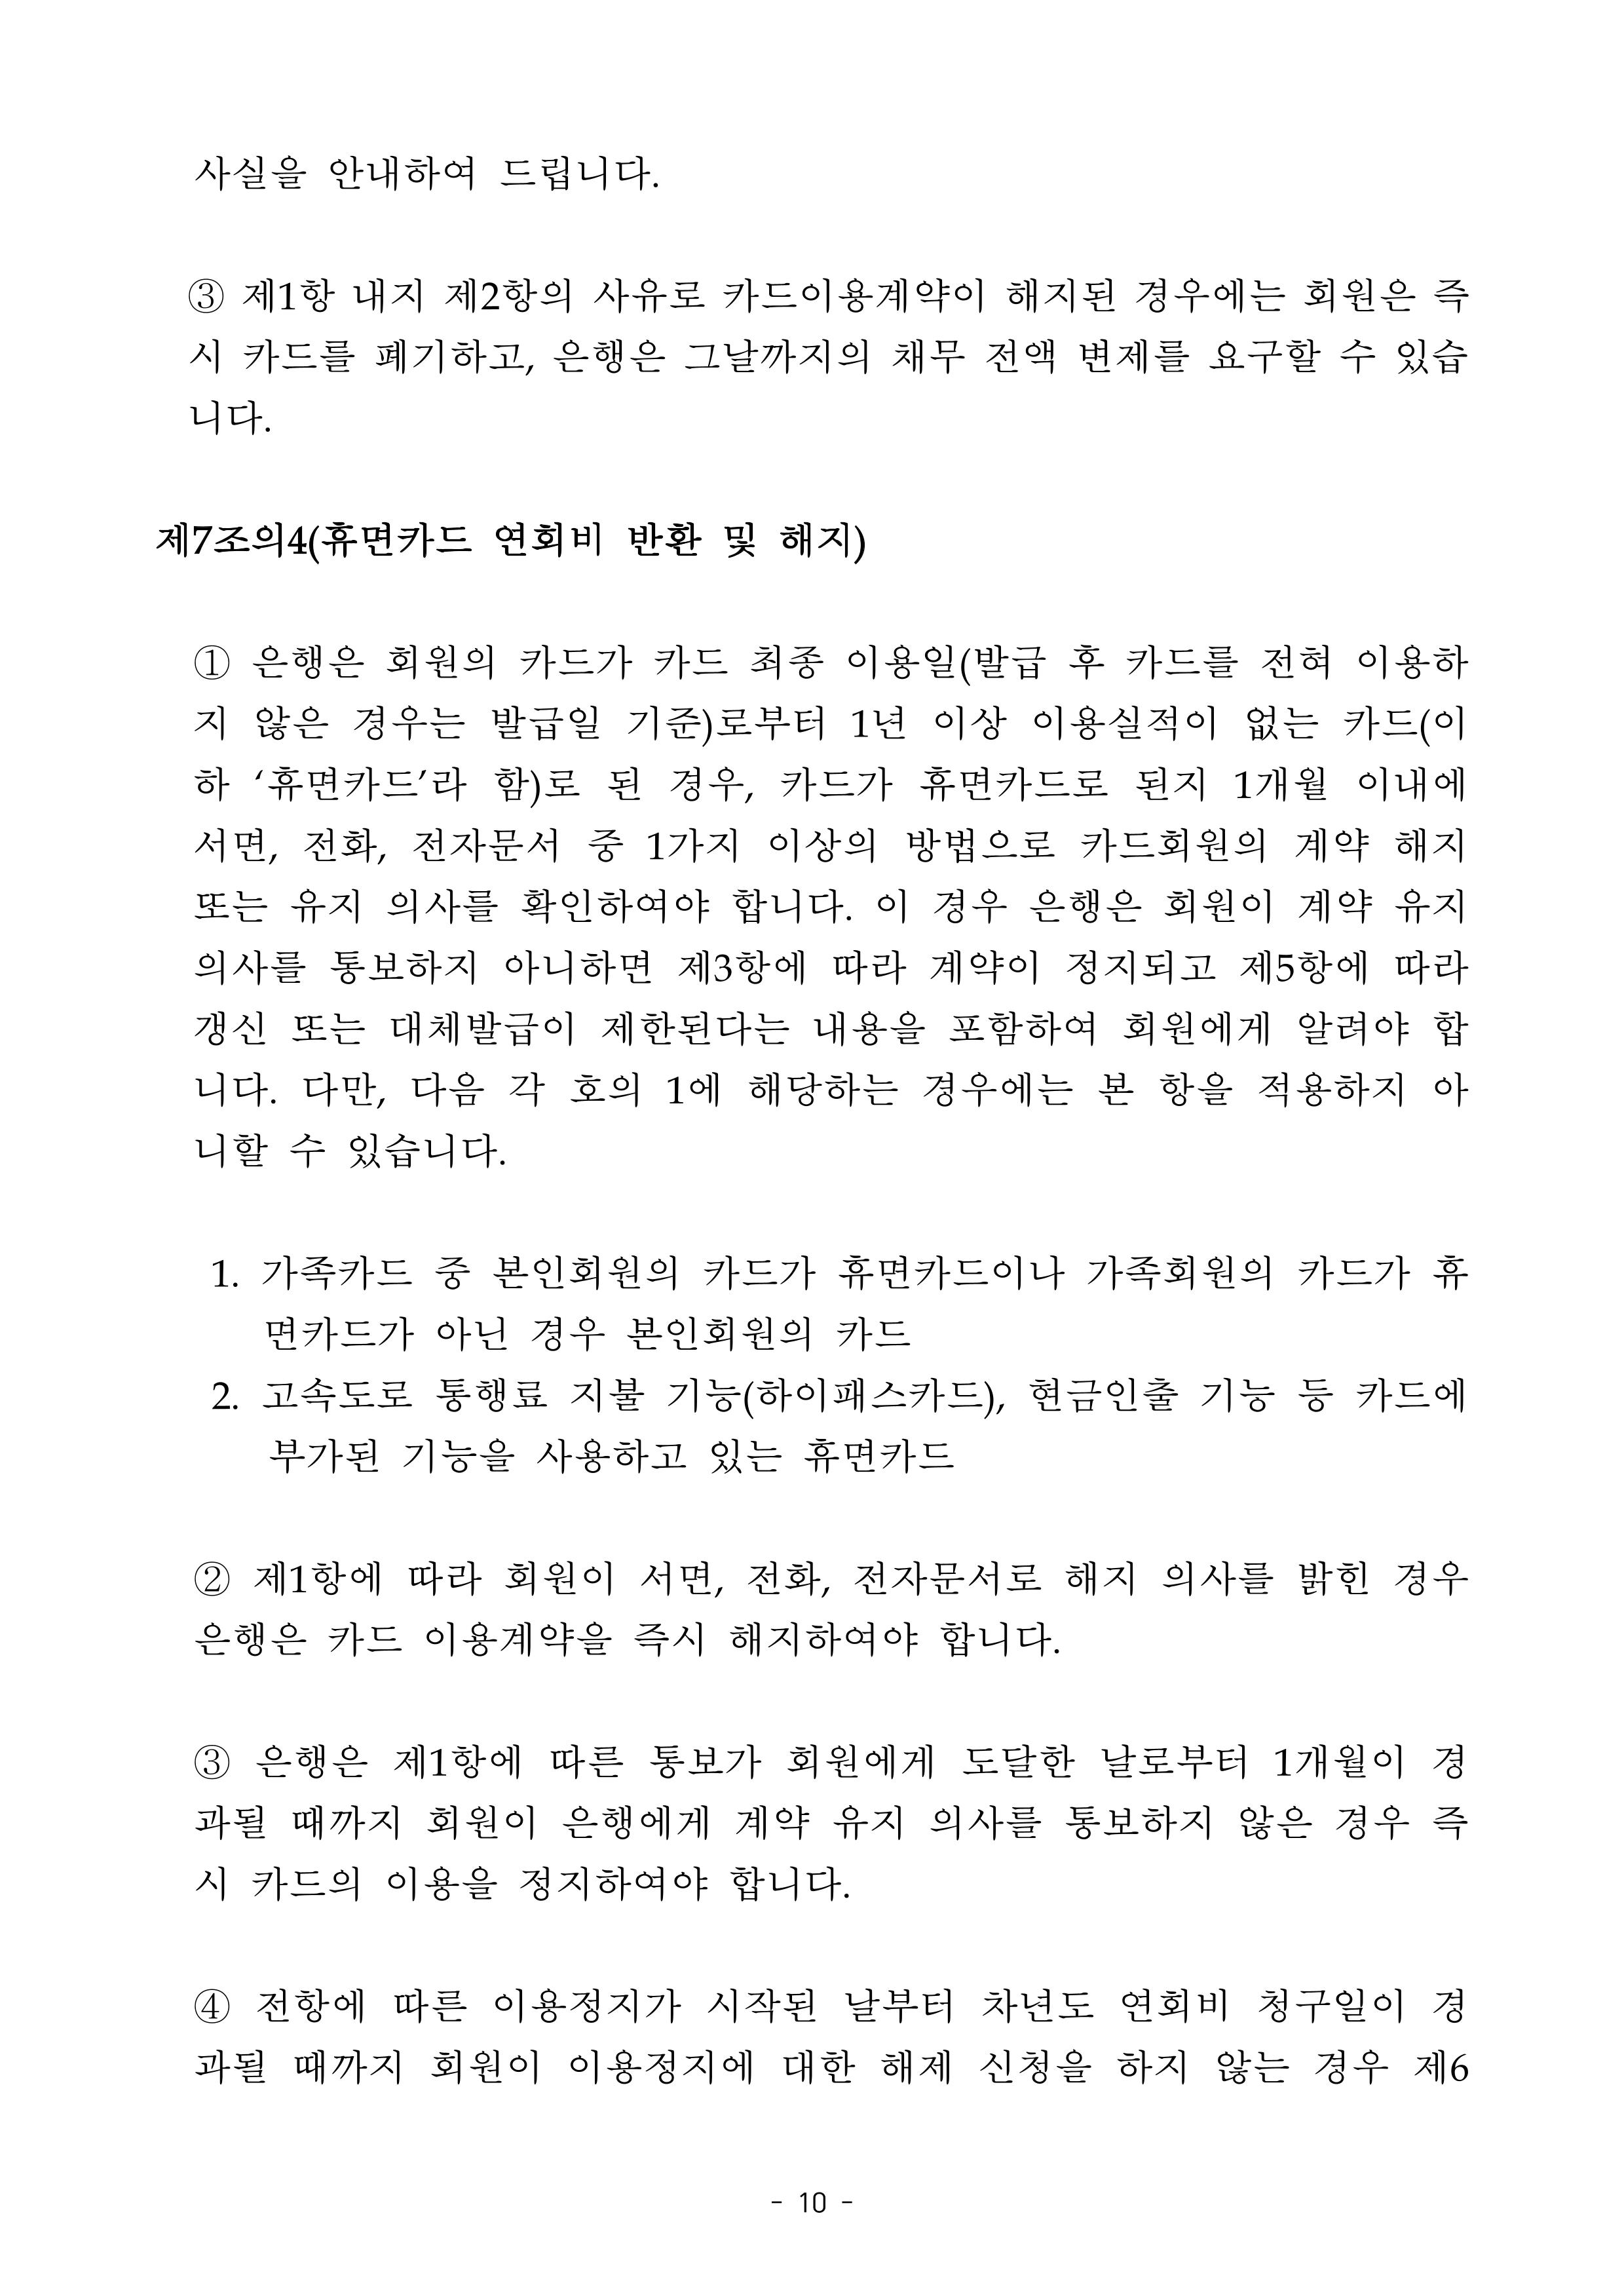 사실을 안내하여 드립니다.
③ 제1항 내지 제2항의 사유로 카드이용계약이 해지된 경우에는 회원은 즉
시 카드를 폐기하고, 은행은 그날까지의 채무 전액 변제를 요구할 수 있습
니다.
제7조의4(휴면카드 연회비 반환 및 해지)
① 은행은 회원의 카드가 카드 최종 이용일(발급 후 카드를 전혀 이용하
지 않은 경우는 발급일 기준)로부터 1년 이상 이용실적이 없는 카드(이
하 ‘휴면카드’라 함)로 된 경우, 카드가 휴면카드로 된지 1개월 이내에
서면, 전화, 전자문서 중 1가지 이상의 방법으로 카드회원의 계약 해지
또는 유지 의사를 확인하여야 합니다. 이 경우 은행은 회원이 계약 유지
의사를 통보하지 아니하면 제3항에 따라 계약이 정지되고 제5항에 따라
갱신 또는 대체발급이 제한된다는 내용을 포함하여 회원에게 알려야 합
니다. 다만, 다음 각 호의 1에 해당하는 경우에는 본 항을 적용하지 아
니할 수 있습니다.
1. 가족카드 중 본인회원의 카드가 휴면카드이나 가족회원의 카드가 휴
면카드가 아닌 경우 본인회원의 카드
2. 고속도로 통행료 지불 기능(하이패스카드), 현금인출 기능 등 카드에
부가된 기능을 사용하고 있는 휴면카드
② 제1항에 따라 회원이 서면, 전화, 전자문서로 해지 의사를 밝힌 경우
은행은 카드 이용계약을 즉시 해지하여야 합니다.
③ 은행은 제1항에 따른 통보가 회원에게 도달한 날로부터 1개월이 경
과될 때까지 회원이 은행에게 계약 유지 의사를 통보하지 않은 경우 즉
시 카드의 이용을 정지하여야 합니다.
④ 전항에 따른 이용정지가 시작된 날부터 차년도 연회비 청구일이 경
과될 때까지 회원이 이용정지에 대한 해제 신청을 하지 않는 경우 제6
- 10 -